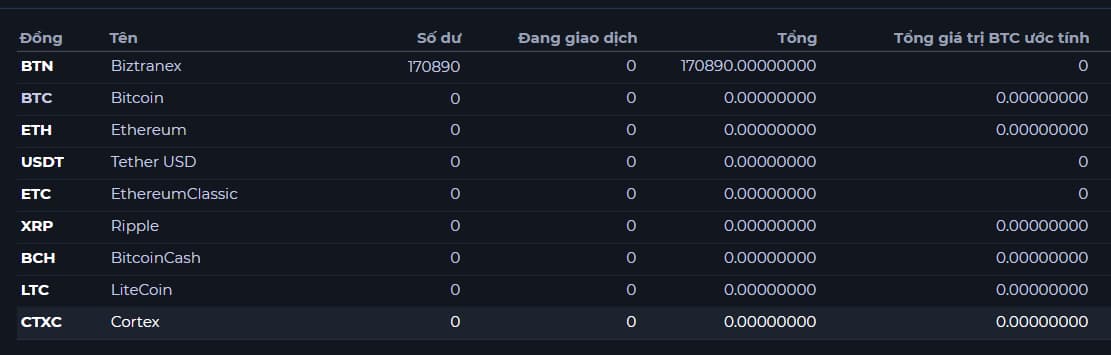 Đồng Tên Số dư Đang giao dịch Tổng Tổng giá trị BTC ước tính
BTN Biztranex 170890 0 170890.00000000 0
BTC Bitcoin 0 0 0.00000000 0.00000000
ETH Ethereum 0 0 0.00000000 0.00000000
USDT Tether USD 0 0 0.00000000 0
ETC EthereumClassic 0 0 0.00000000 0
XRP Ripple 0 0 0.00000000 0.00000000
BCH BitcoinCash 0 0 0.00000000 0.00000000
LTC LiteCoin 0 0 0.00000000 0.00000000
CTXC Cortex 0 0 0.00000000 0.00000000